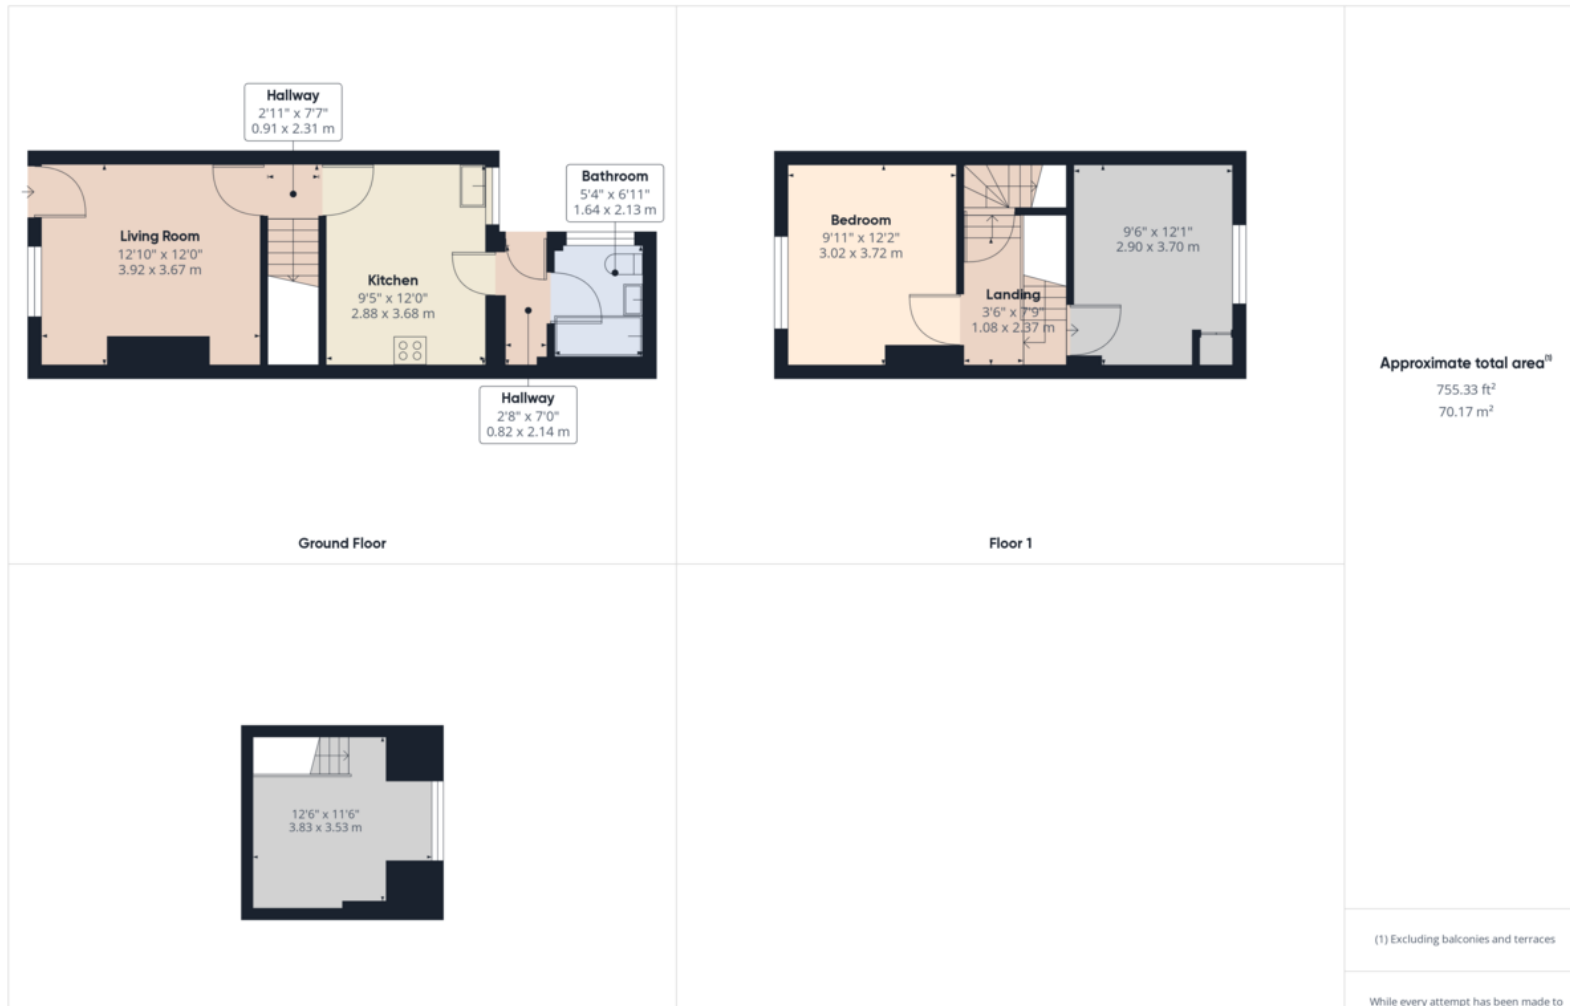 Hallway
2'11" x 7'7"
0.91 x 2.31 m
Bathroom
5'4" x 6'11"
1.64 x 2.13 m
Living Room
12'10" x 12'0"
3.92 x 3.67 m
Kitchen
9'5" x 12'0"
2.88 x 3.68 m
Hallway
2'8" x 7'0"
0.82 x 2.14 m
Ground Floor
Bedroom
9'11" x 12'2"
3.02 x 3.72 m
9'6" x 12'1"
2.90 x 3.70 m
Landing
3'6" x 7'9"
1.08 x 2.37 m
Floor 1
12'6" x 11'6"
3.83 x 3.53 m
Approximate total area(1)
755.33 ft²
70.17 m²
(1) Excluding balconies and terraces
While every attempt has been made to